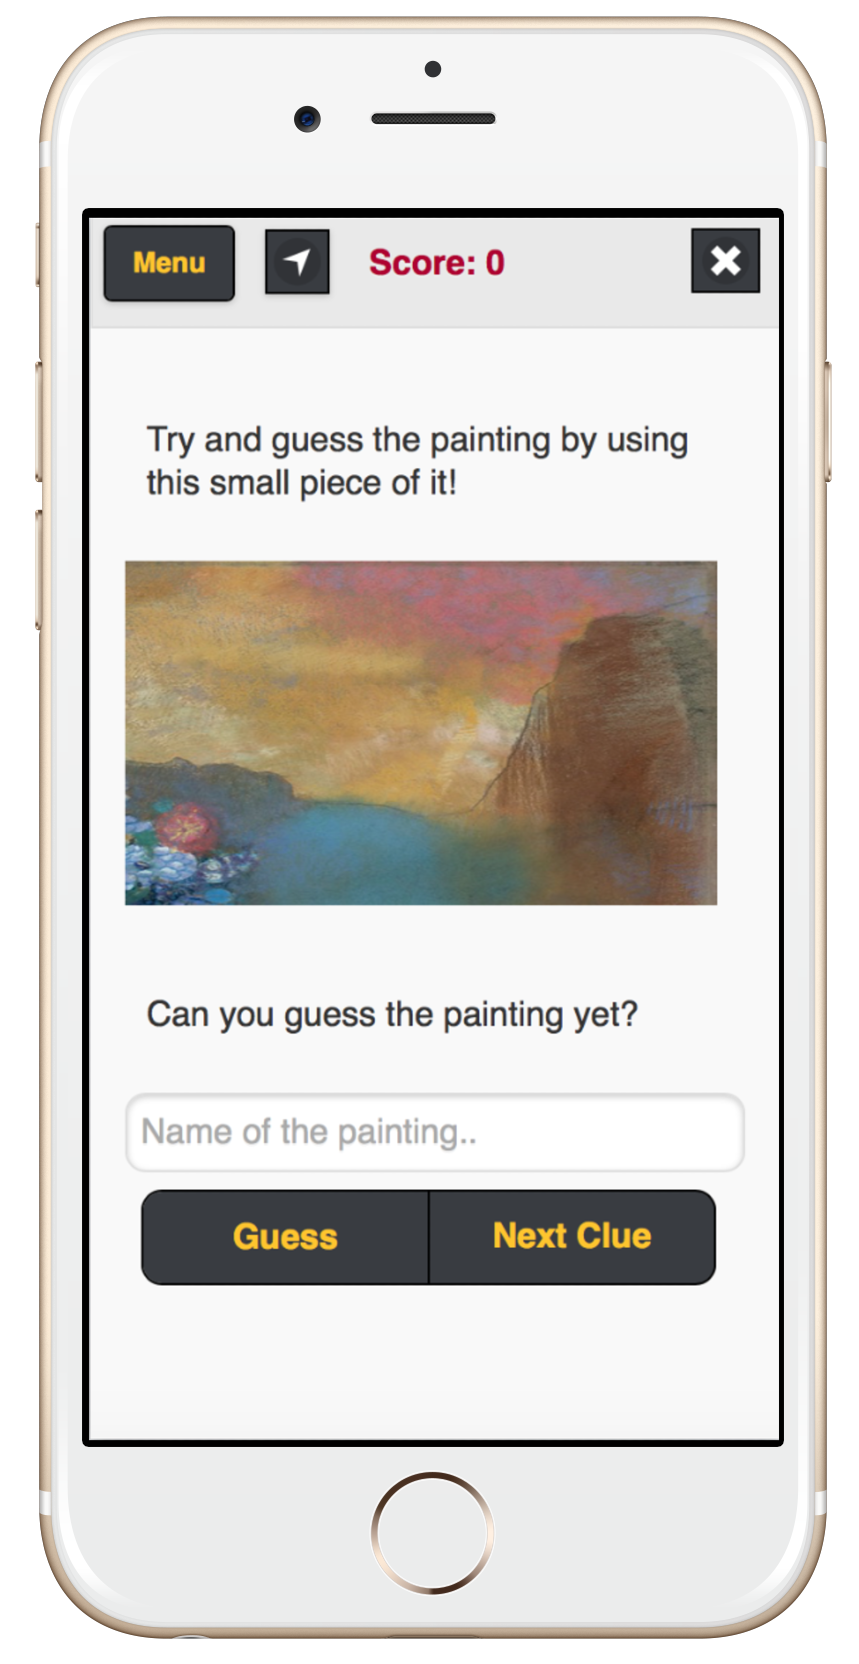 Menu
Score: 0
Try and guess the painting by using
this small piece of it!
Can you guess the painting yet?
Name of the painting..
Guess
Next Clue